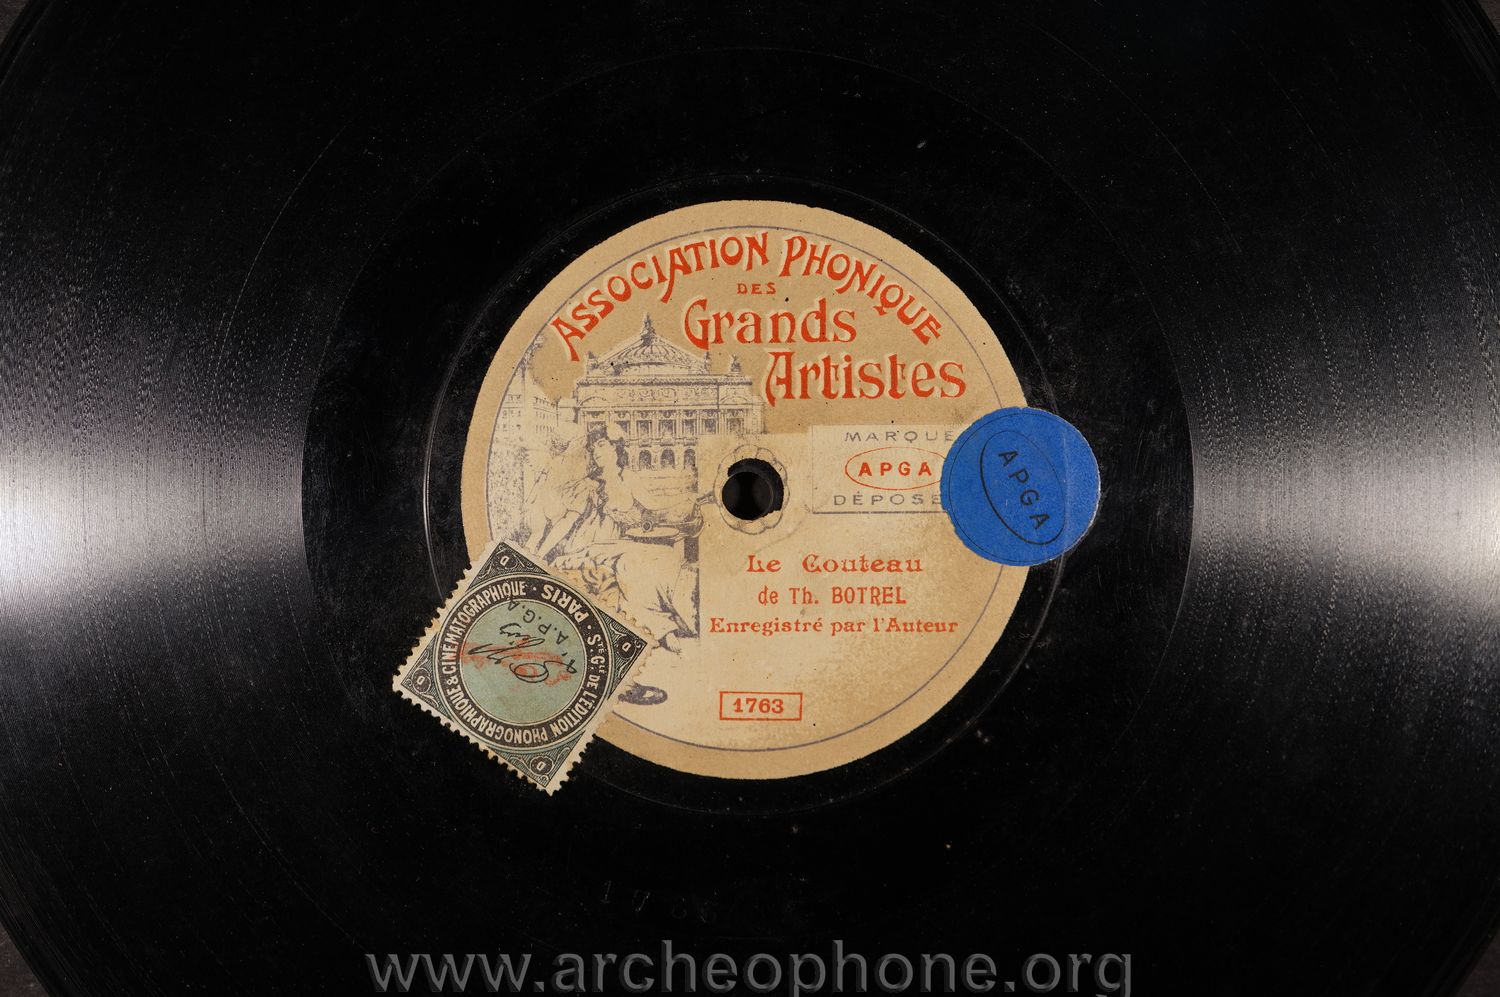 ASSOCIATION PHONIQUE
DES
Grands
Artistes
MARQUE
APGA
DÉPOSE
APGA
Le Couteau
de Th. BOTREL
Enregistré par l'Auteur
1763
Sté Gle DE L'EDITION PHONOGRAPHIQUE & CINEMATOGRAPHIQUE · PARIS ·
A.P.G.A
D
D
D
D
www.archeophone.org